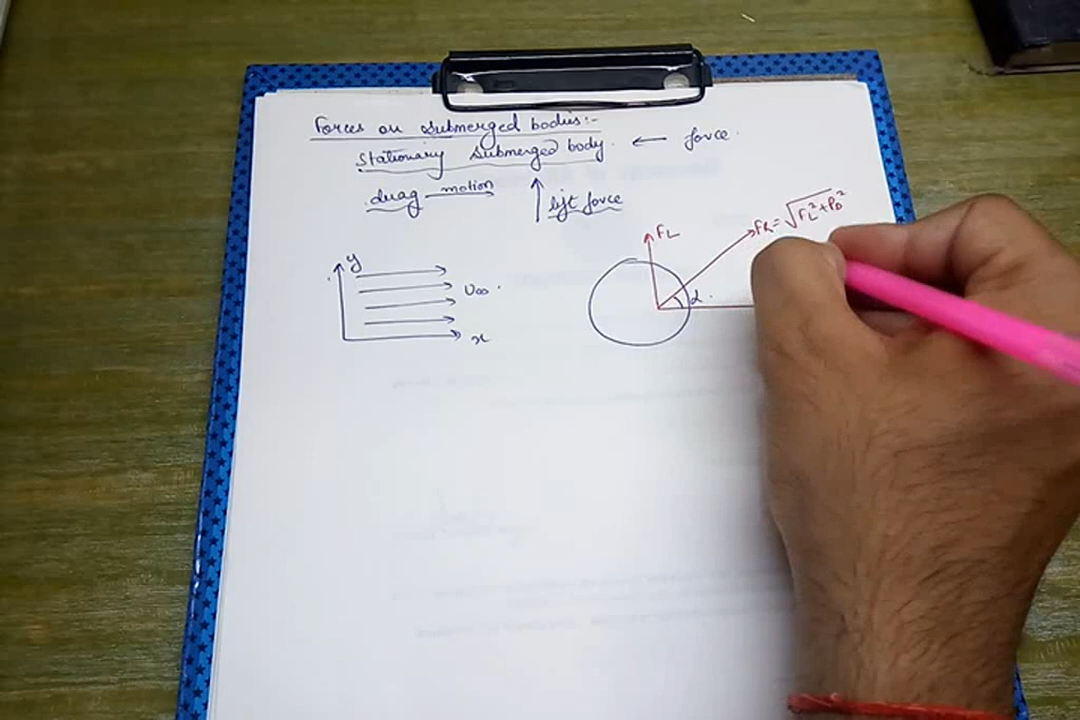 Forces on submerged bodies:-
Stationary submerged body. ← force.
drag motion → ↑ lift force
FL FR = √FL²+FD²
y
U∞.
α.
x